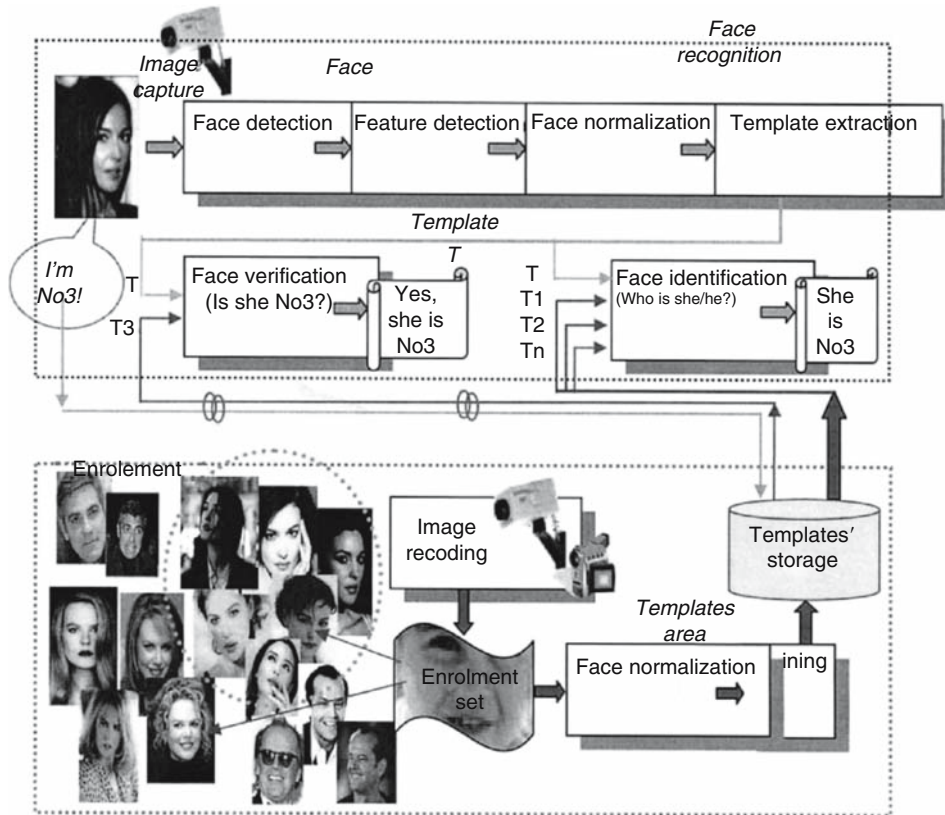 Face
recognition
Image
capture
Face
Face detection
Feature detection
Face normalization
Template extraction
Template
I'm
No3!
T
T3
Face verification
(Is she No3?)
T
Yes,
she is
No3
T
T1
T2
Tn
Face identification
(Who is she/he?)
She
is
No3
Enrolement
Image
recoding
Templates'
storage
Templates
area
Enrolment
set
Face normalization
ining